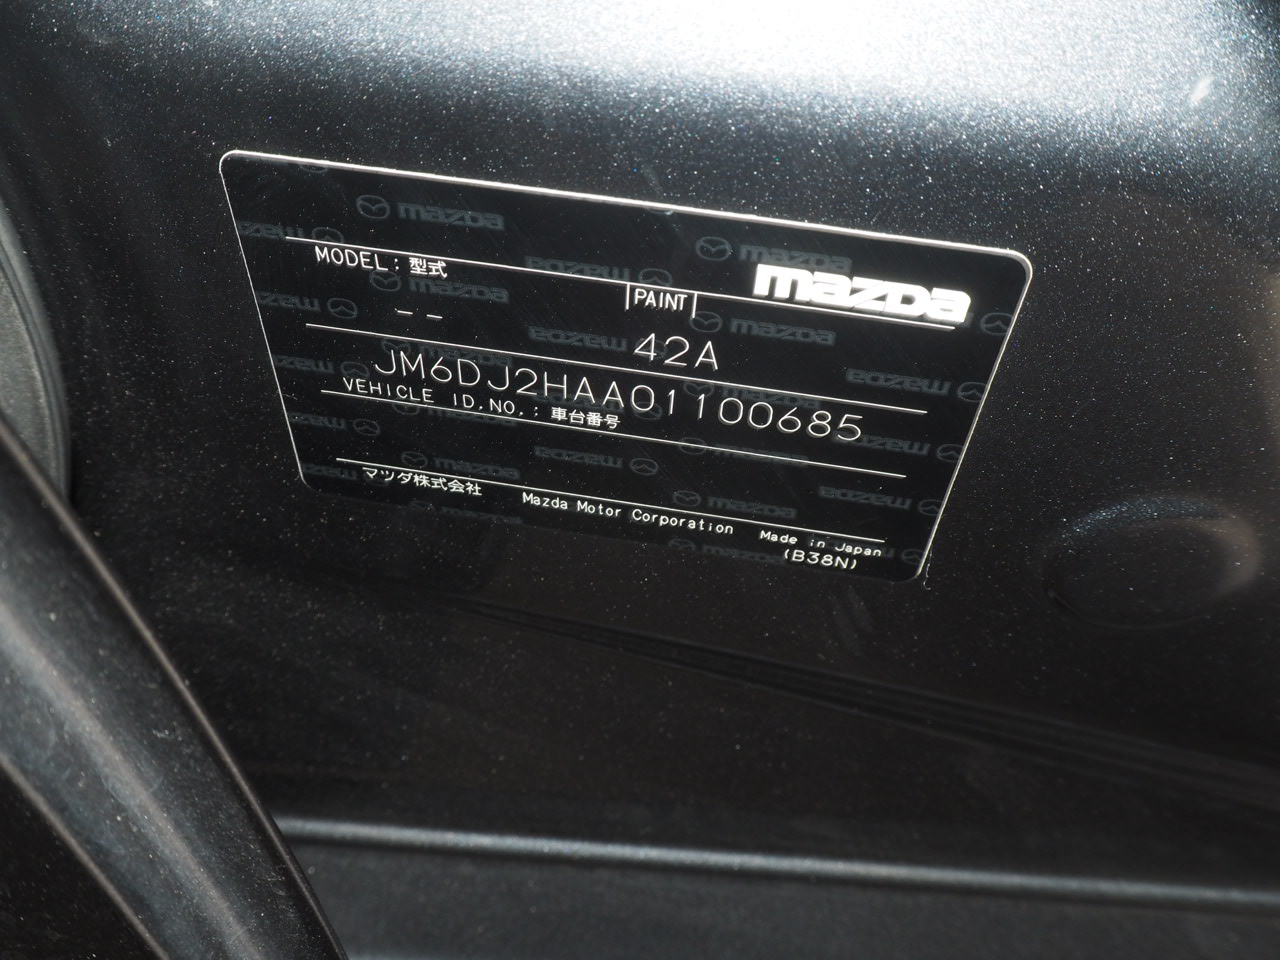 mazda
MODEL: 型式
PAINT
--
42A
JM6DJ2HAA01100685
VEHICLE ID.NO.: 車台番号
マツダ株式会社 Mazda Motor Corporation Made in Japan
(B38N)